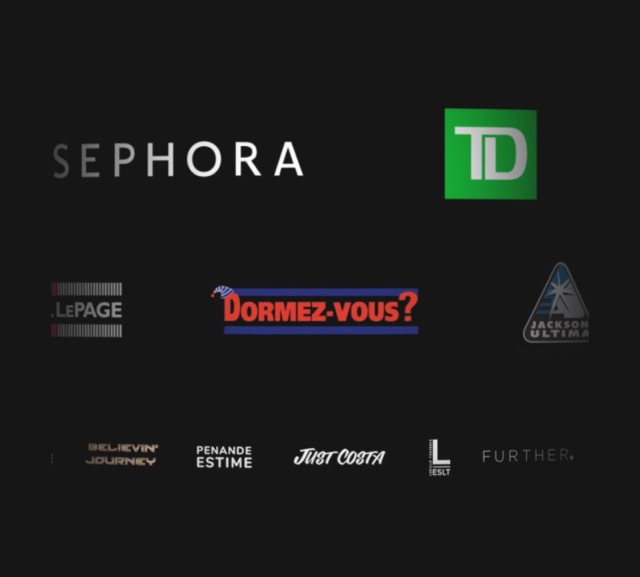 SEPHORA
TD
.LEPAGE
DORMEZ-VOUS?
JACKSON
ULTIMA
BELIEVIN'
JOURNEY
PENANDE
ESTIME
JUST COSTA
L
ESLT
FURTHER